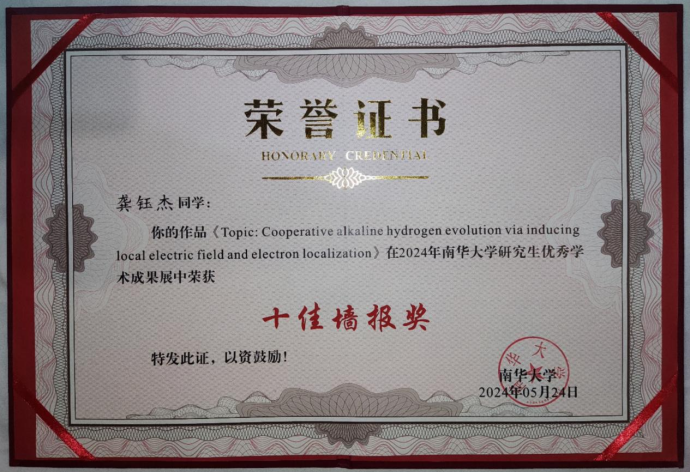 荣誉证书
HONORARY CREDENTIAL
龚钰杰同学：
你的作品《Topic: Cooperative alkaline hydrogen evolution via inducing
local electric field and electron localization》在2024年南华大学研究生优秀学
术成果展中荣获
十佳墙报奖
特发此证，以资鼓励！
南华大学
2024年05月24日